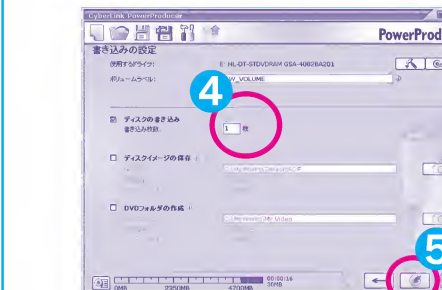 CyberLink PowerProducer
PowerProd
書き込みの設定
使用するドライブ: E: HL-DT-STDVDRAM GSA-4082BA201
ボリュームラベル: W_VOLUME
4
ディスクの書き込み
書き込み枚数: 1 枚
ディスクイメージの保存
DVDフォルダの作成
5
00:00:16
0MB 2350MB 4700MB 30MB